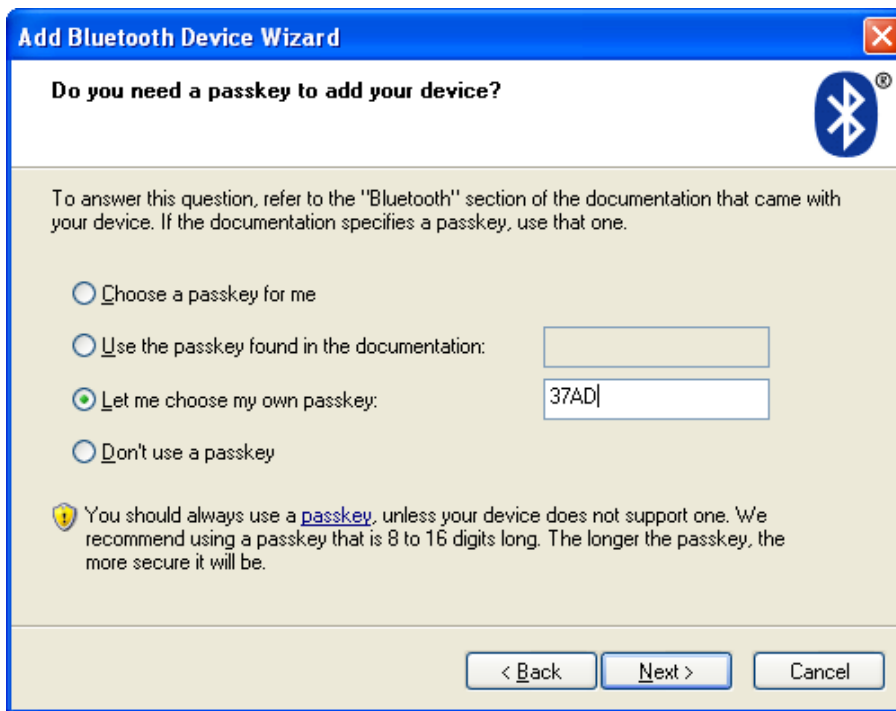 Add Bluetooth Device Wizard
Do you need a passkey to add your device?
®
To answer this question, refer to the "Bluetooth" section of the documentation that came with
your device. If the documentation specifies a passkey, use that one.
Choose a passkey for me
Use the passkey found in the documentation:
Let me choose my own passkey: 37AD
Don't use a passkey
You should always use a passkey, unless your device does not support one. We
recommend using a passkey that is 8 to 16 digits long. The longer the passkey, the
more secure it will be.
< Back Next > Cancel